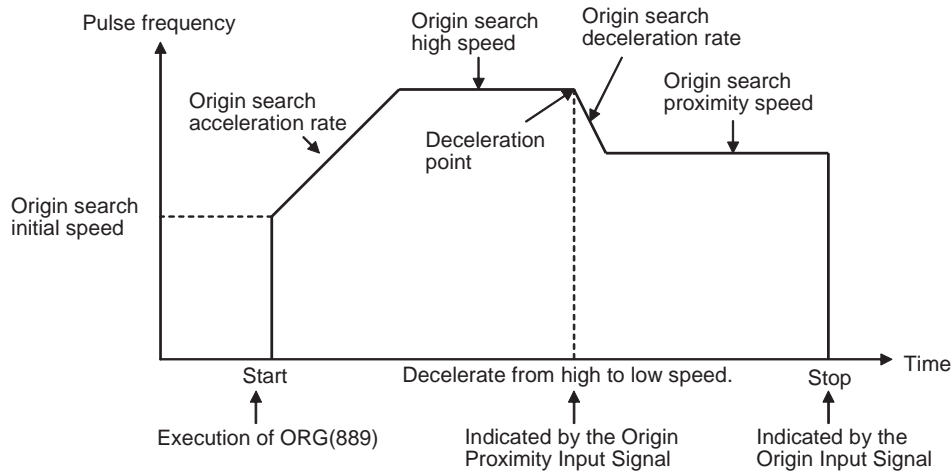 Pulse frequency
Origin search
high speed
Origin search
deceleration rate
Origin search
acceleration rate
Origin search
proximity speed
Deceleration
point
Origin search
initial speed
Time
Start
Decelerate from high to low speed.
Stop
Execution of ORG(889)
Indicated by the Origin
Proximity Input Signal
Indicated by the
Origin Input Signal